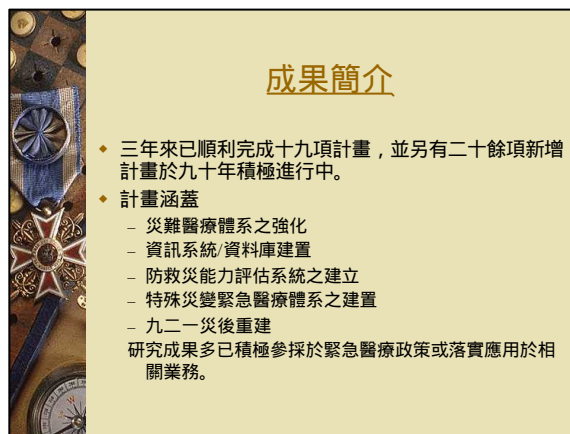 成果簡介
三年來已順利完成十九項計畫，並另有二十餘項新增
計畫於九十年積極進行中。
計畫涵蓋
– 災難醫療體系之強化
– 資訊系統/資料庫建置
– 防救災能力評估系統之建立
– 特殊災變緊急醫療體系之建置
– 九二一災後重建
研究成果多已積極參採於緊急醫療政策或落實應用於相
關業務。